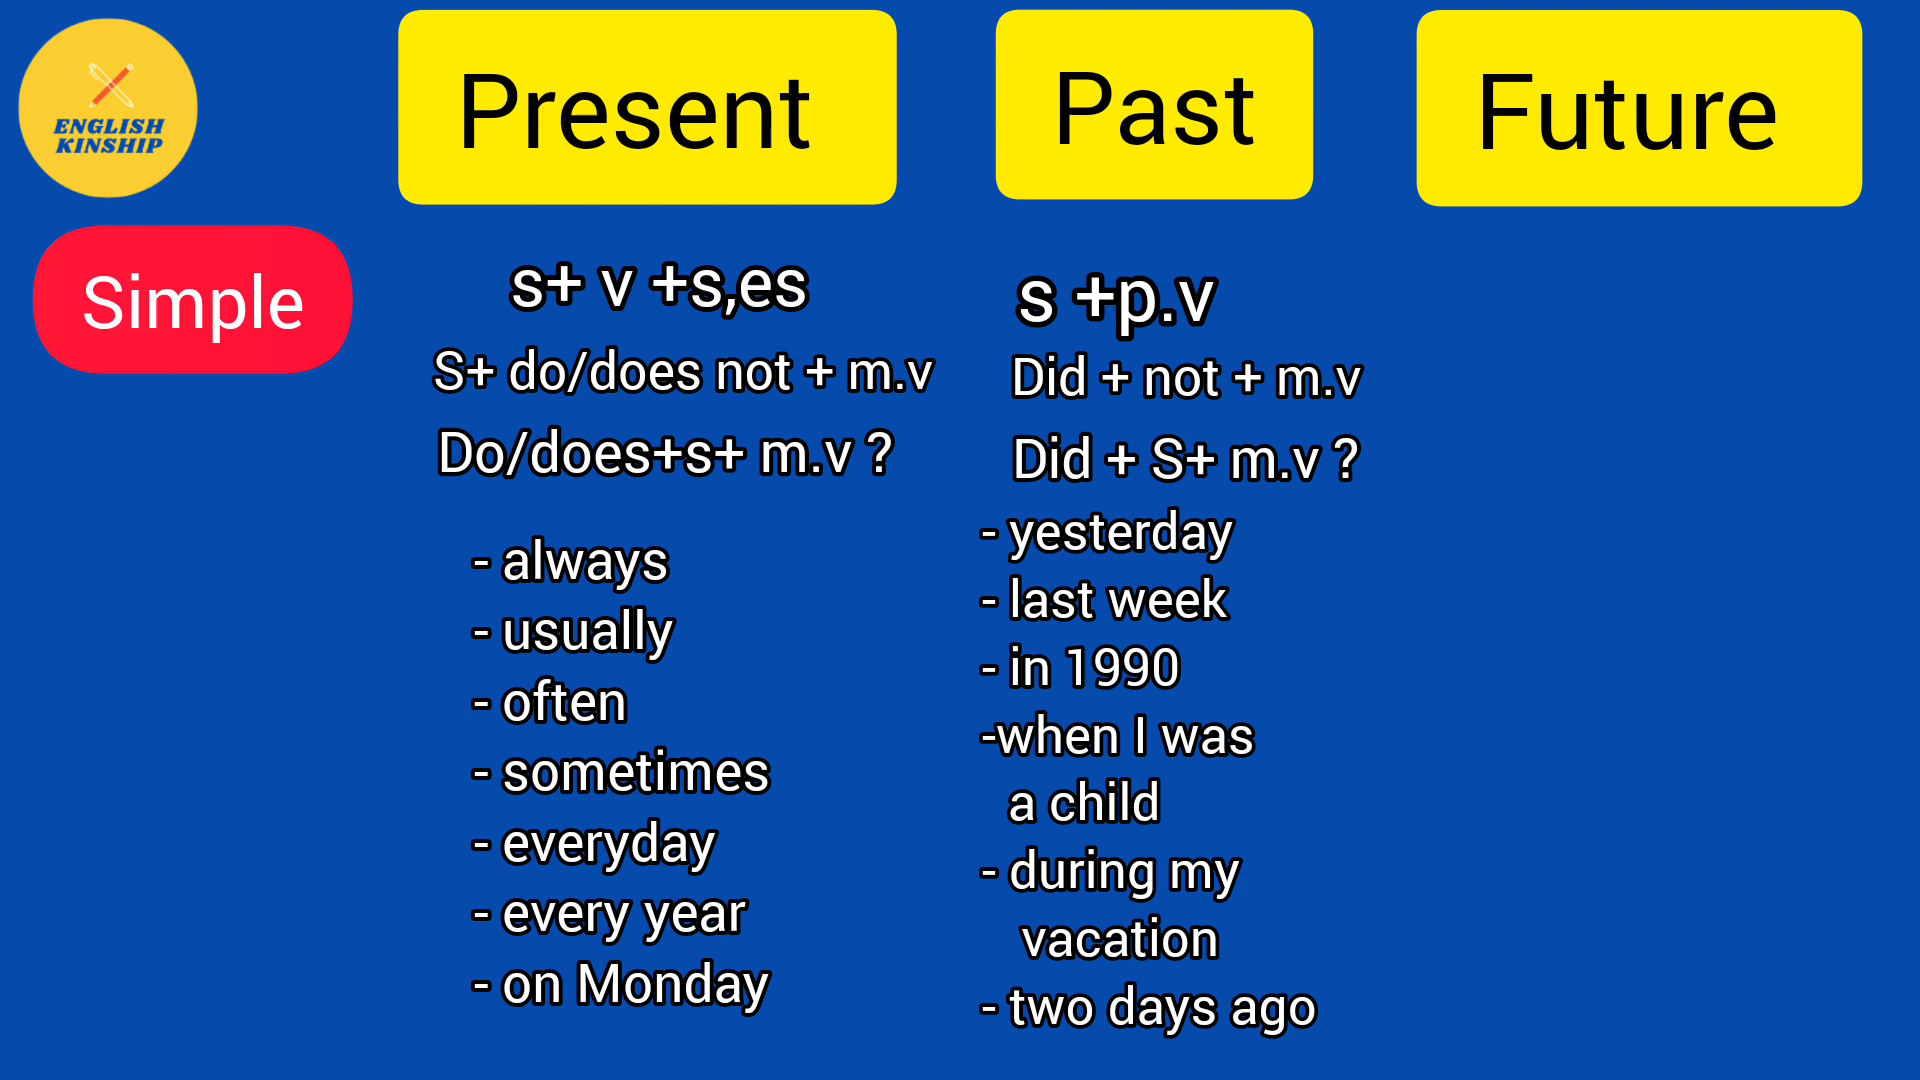 ENGLISH
KINSHIP
Present
Past
Future
Simple
s+ v +s,es
S+ do/does not + m.v
Do/does+s+ m.v ?
- always
- usually
- often
- sometimes
- everyday
- every year
- on Monday
s +p.v
Did + not + m.v
Did + S+ m.v ?
- yesterday
- last week
- in 1990
-when I was
a child
- during my
vacation
- two days ago